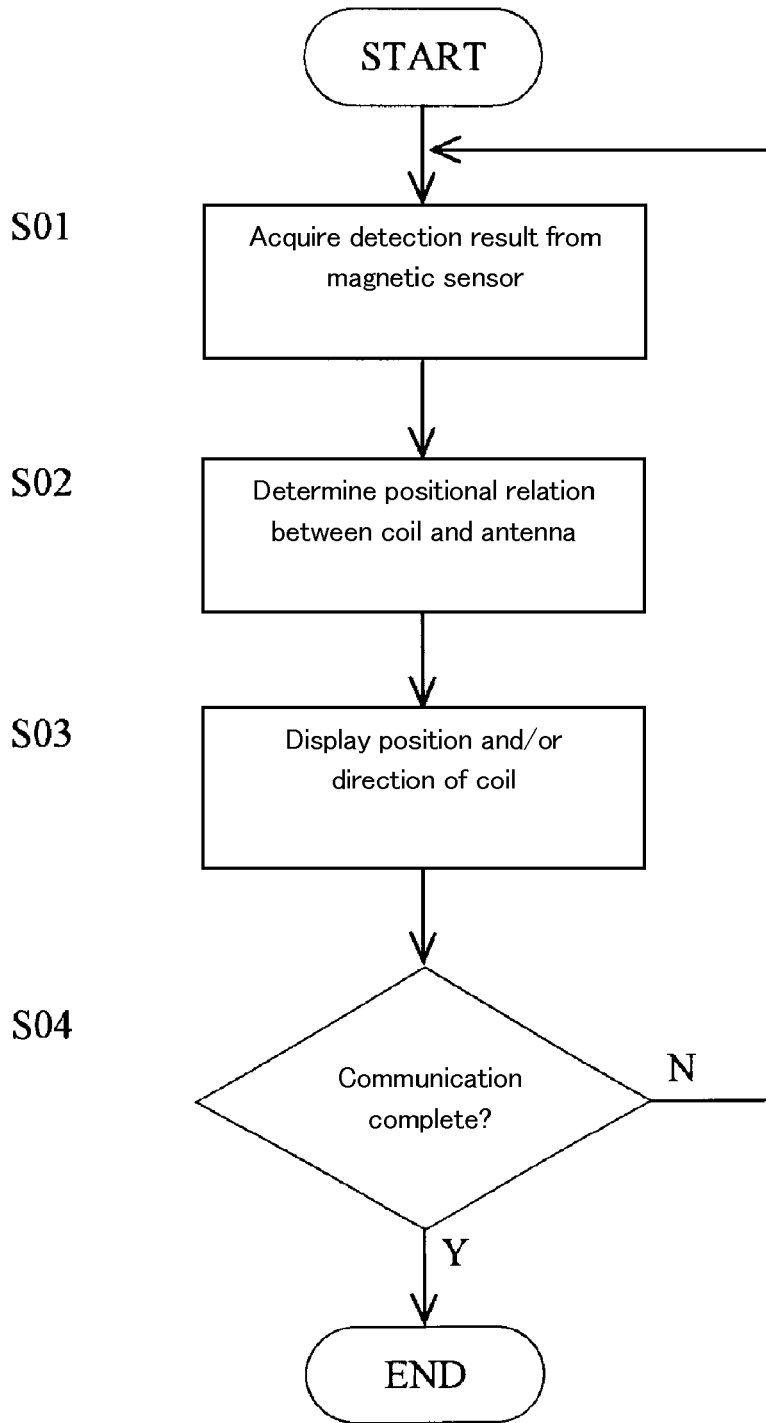 START
S01
Acquire detection result from
magnetic sensor
S02
Determine positional relation
between coil and antenna
S03
Display position and/or
direction of coil
S04
Communication
complete?
N
Y
END